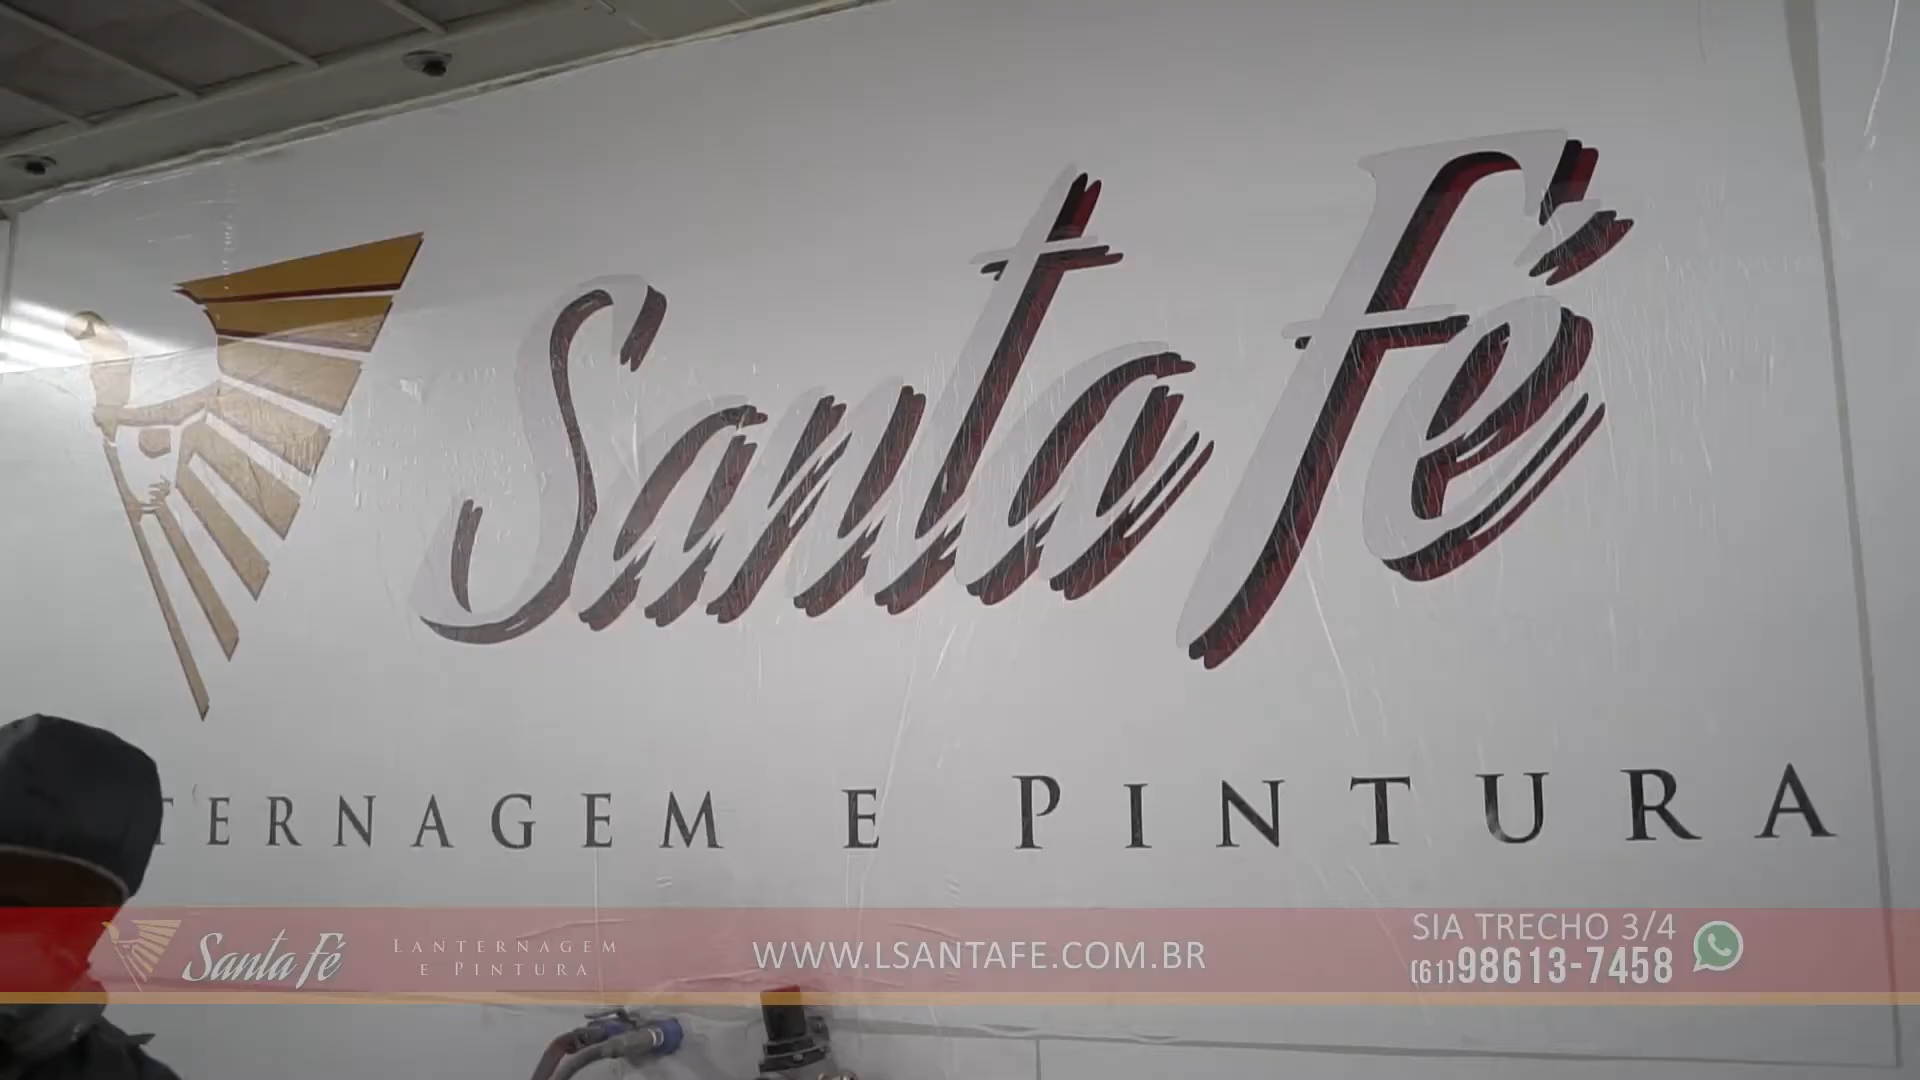 Santa Fé
TERNAGEM E PINTURA
Santa Fé
LANTERNAGEM
E PINTURA
WWW.LSANTAFE.COM.BR
SIA TRECHO 3/4
(61)98613-7458